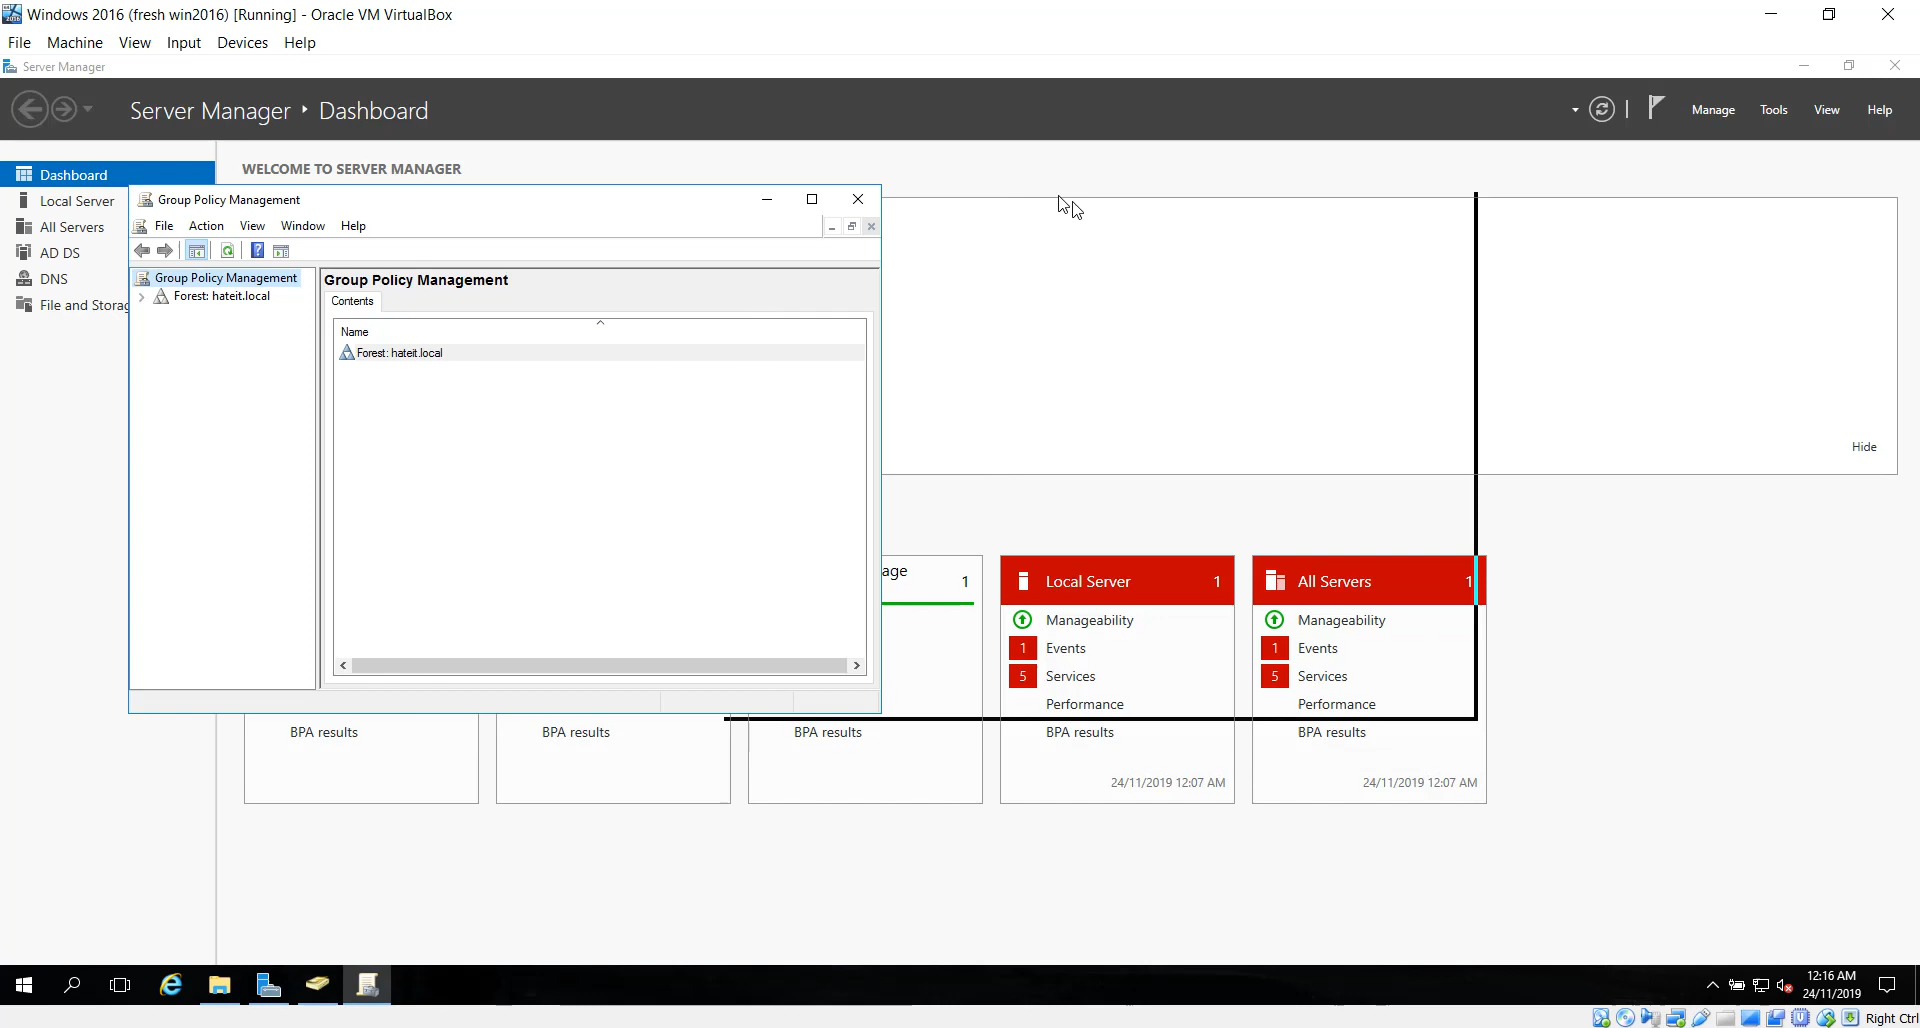 Windows 2016 (fresh win2016) [Running] - Oracle VM VirtualBox
File Machine View Input Devices Help
Server Manager
Server Manager Dashboard
Manage Tools View Help
Dashboard
Local Server
All Servers
AD DS
DNS
File and Storag
WELCOME TO SERVER MANAGER
Group Policy Management
File Action View Window Help
Group Policy Management
Forest: hateit.local
Group Policy Management
Contents
Name
Forest: hateit.local
Hide
age 1
Local Server 1
Manageability
1 Events
5 Services
Performance
BPA results
24/11/2019 12:07 AM
All Servers 1
Manageability
1 Events
5 Services
Performance
BPA results
24/11/2019 12:07 AM
BPA results
BPA results
BPA results
12:16 AM
24/11/2019
Right Ctrl